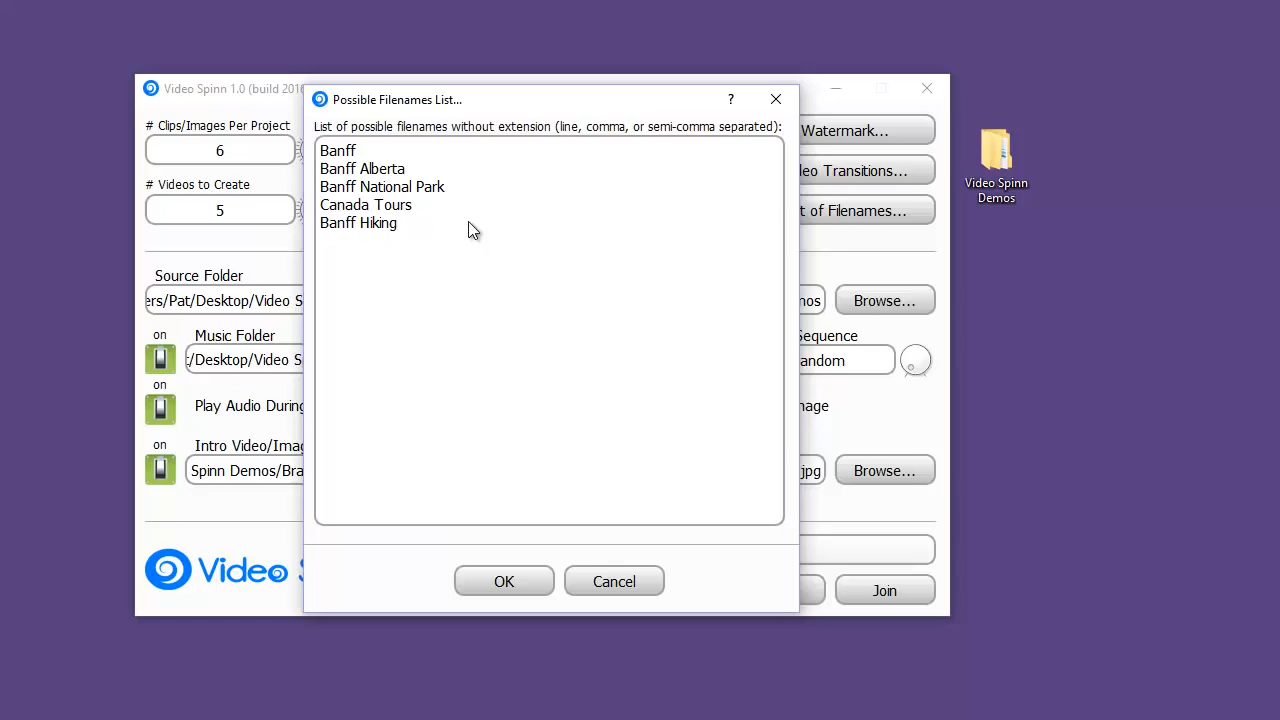 Video Spinn 1.0 (build 201
Possible Filenames List...
?
List of possible filenames without extension (line, comma, or semi-comma separated):
Banff
Banff Alberta
Banff National Park
Canada Tours
Banff Hiking
OK
Cancel
# Clips/Images Per Project
6
# Videos to Create
5
Watermark...
eo Transitions...
t of Filenames...
Video Spinn
Demos
Source Folder
ers/Pat/Desktop/Video S
nos
Browse...
on
Music Folder
Sequence
:/Desktop/Video S
andom
on
Play Audio During
mage
on
Intro Video/Imag
Spinn Demos/Bra
jpg
Browse...
Video
Join